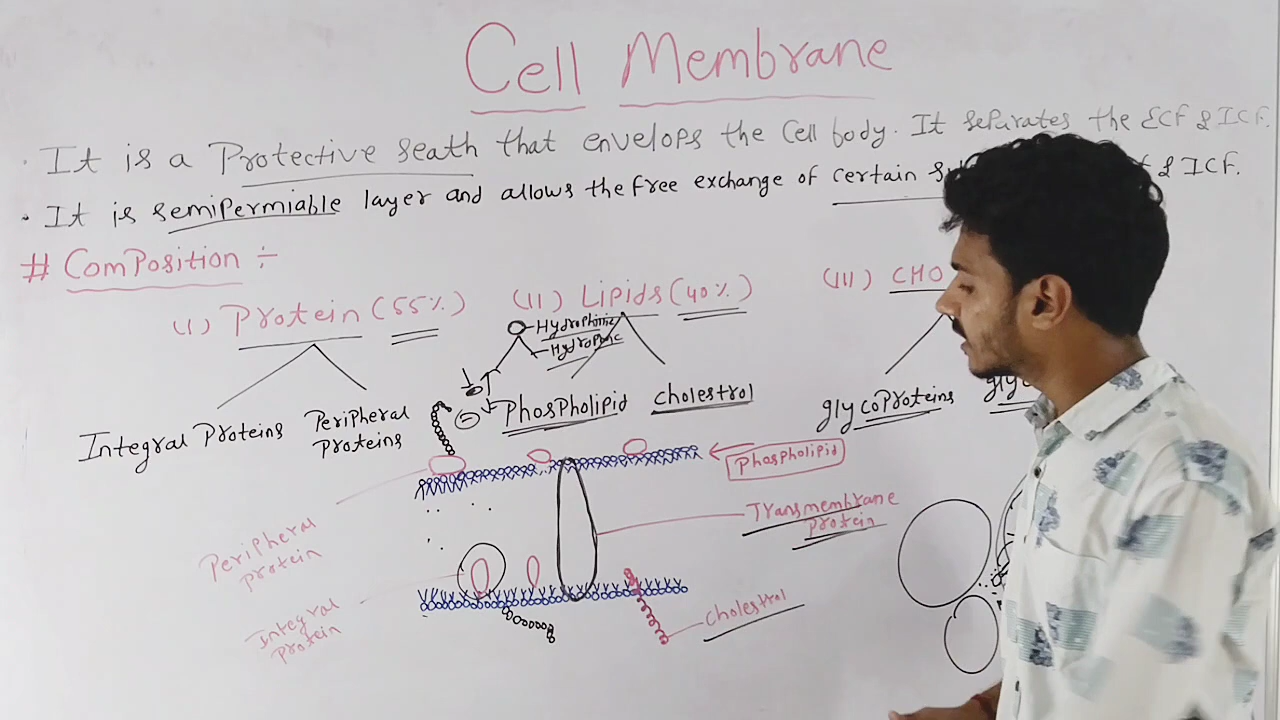 Cell Membrane
· It is a Protective seath that envelops the Cell body. It separates the ECF & ICF.
· It is semipermiable layer and allows the free exchange of certain & ICF.
# Composition ÷
(I) Protein (55%)
(II) Lipids (40%)
(III) CHO
Hydrophilic
Integral Proteins
Peripheral
Proteins
Phospholipid
cholestrol
glycoproteins
Phospholipid
Peripheral
protein
Transmembrane
protein
Integral
protein
cholestrol